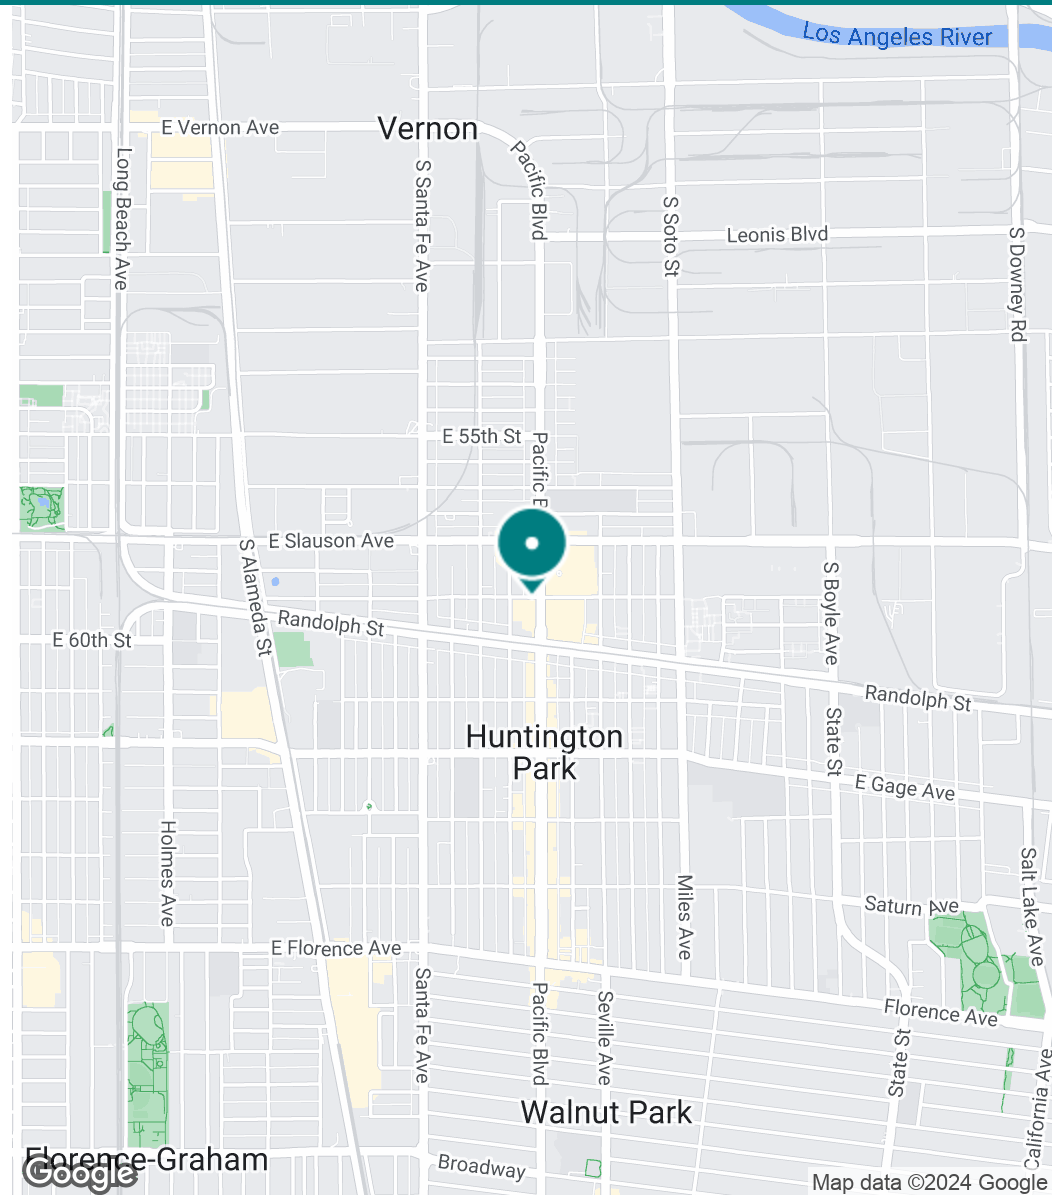 Los Angeles River
E Vernon Ave
Vernon
Pacific Blvd
Long Beach Ave
S Santa Fe Ave
S Soto St
Leonis Blvd
S Downey Rd
E 55th St
Pacific B
E Slauson Ave
S Alameda St
S Boyle Ave
Randolph St
E 60th St
Randolph St
State St
Huntington
Park
E Gage Ave
Holmes Ave
Miles Ave
Salt Lake Ave
Saturn Ave
E Florence Ave
Santa Fe Ave
Pacific Blvd
Seville Ave
Florence Ave
State St
California Ave
Walnut Park
Florence-Graham
Broadway
Google
Map data ©2024 Google